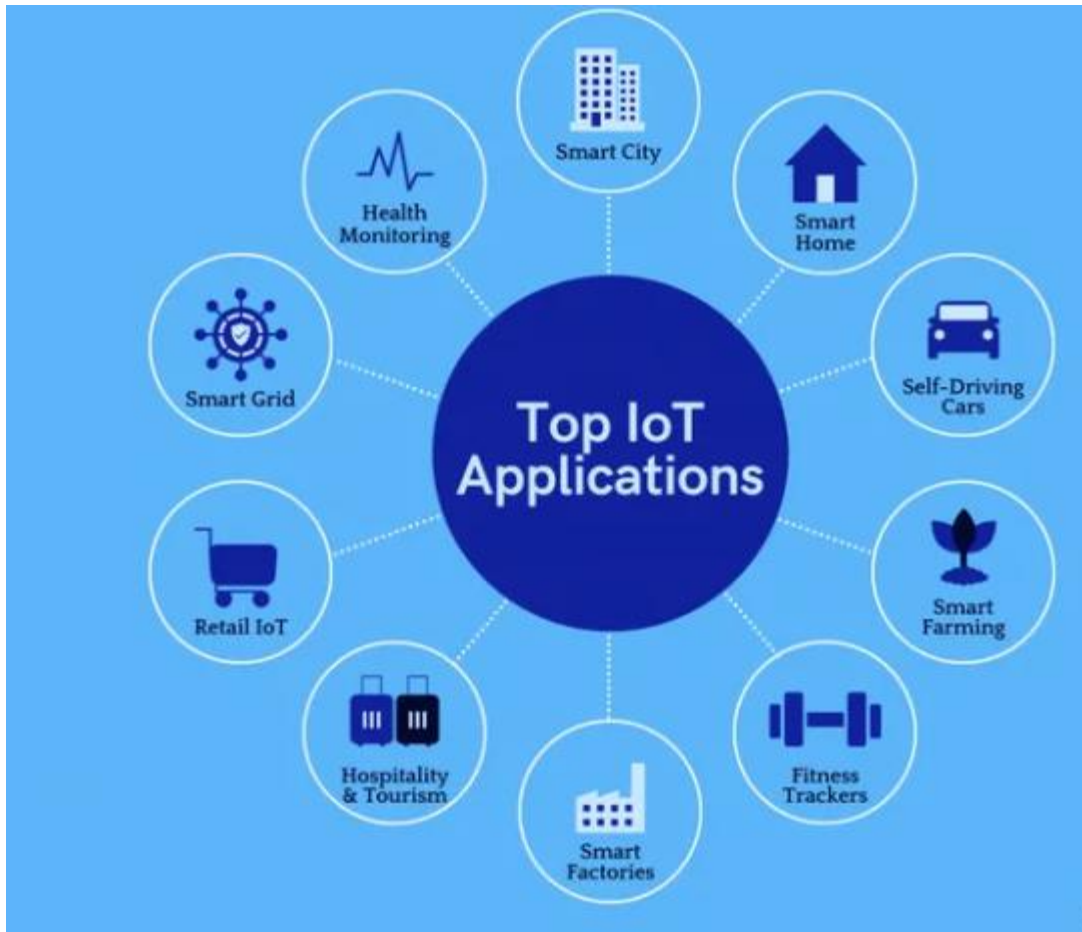 Top IoT
Applications
Smart City
Smart
Home
Self-Driving
Cars
Smart
Farming
Fitness
Trackers
Smart
Factories
Hospitality
& Tourism
Retail IoT
Smart Grid
Health
Monitoring